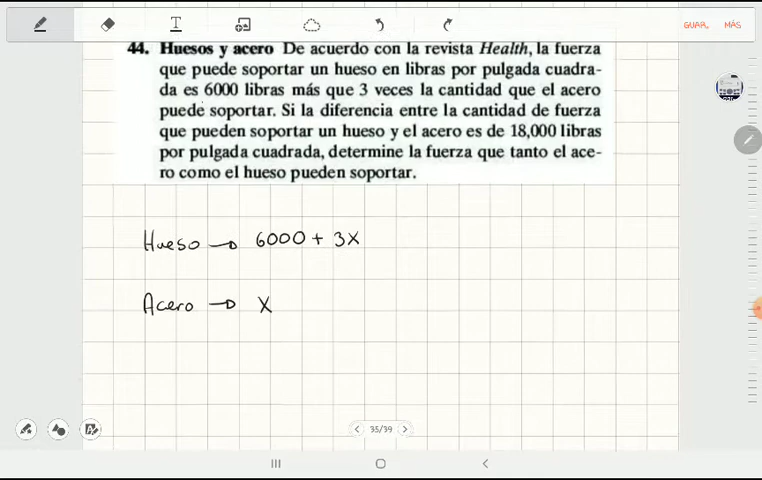 GUAR. MÁS
44. Huesos y acero De acuerdo con la revista Health, la fuerza
que puede soportar un hueso en libras por pulgada cuadra-
da es 6000 libras más que 3 veces la cantidad que el acero
puede soportar. Si la diferencia entre la cantidad de fuerza
que pueden soportar un hueso y el acero es de 18,000 libras
por pulgada cuadrada, determine la fuerza que tanto el ace-
ro como el hueso pueden soportar.
Hueso → 6000 + 3X
Acero → X
35/39